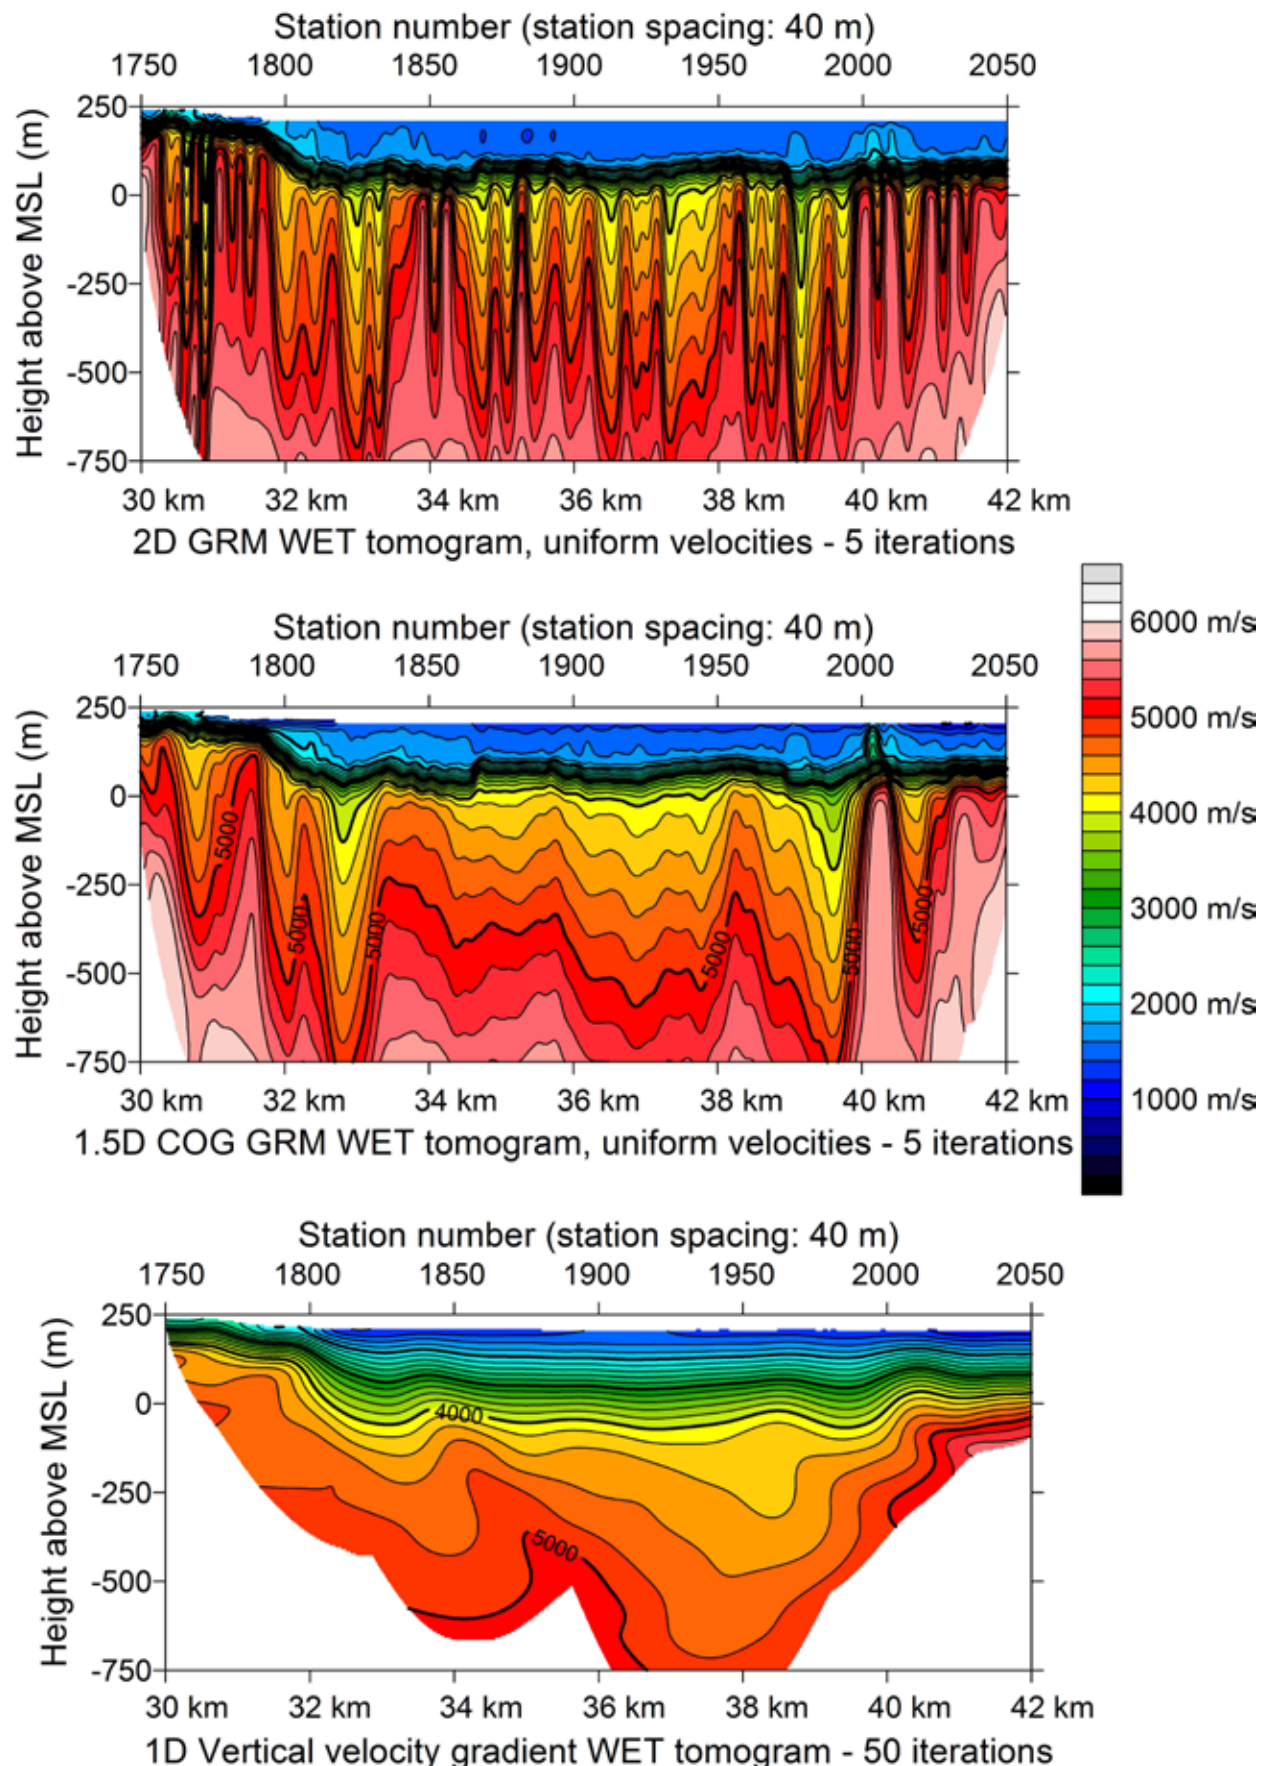 Station number (station spacing: 40 m)
1750 1800 1850 1900 1950 2000 2050
Height above MSL (m)
250
0
-250
-500
-750
30 km 32 km 34 km 36 km 38 km 40 km 42 km
2D GRM WET tomogram, uniform velocities - 5 iterations
Station number (station spacing: 40 m)
1750 1800 1850 1900 1950 2000 2050
Height above MSL (m)
250
0
-250
-500
-750
5000
5000
5000
5000
5000
5000
30 km 32 km 34 km 36 km 38 km 40 km 42 km
1.5D COG GRM WET tomogram, uniform velocities - 5 iterations
6000 m/s
5000 m/s
4000 m/s
3000 m/s
2000 m/s
1000 m/s
Station number (station spacing: 40 m)
1750 1800 1850 1900 1950 2000 2050
Height above MSL (m)
250
0
-250
-500
-750
4000
5000
30 km 32 km 34 km 36 km 38 km 40 km 42 km
1D Vertical velocity gradient WET tomogram - 50 iterations